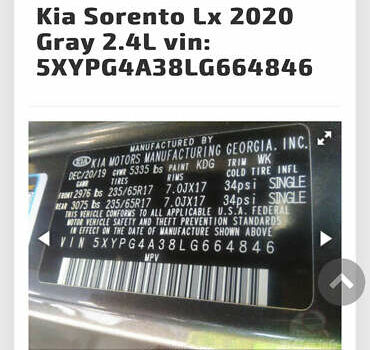 Kia Sorento Lx 2020
Gray 2.4L vin:
5XYPG4A38LG664846
MANUFACTURED BY
KIA KIA MOTORS MANUFACTURING GEORGIA, INC.
DEC/20/19 GVWR 5335 lbs PAINT KDG TRIM WK
GAWR TIRES RIMS COLD TIRE INFL
FRONT 2976 lbs 235/65R17 7.0JX17 34psi SINGLE
REAR 3075 lbs 235/65R17 7.0JX17 34psi SINGLE
THIS VEHICLE CONFORMS TO ALL APPLICABLE U.S.A. FEDERAL
MOTOR VEHICLE SAFETY AND THEFT PREVENTION STANDARDS
IN EFFECT ON THE DATE OF MANUFACTURE SHOWN ABOVE.
VIN 5XYPG4A38LG664846
MPV